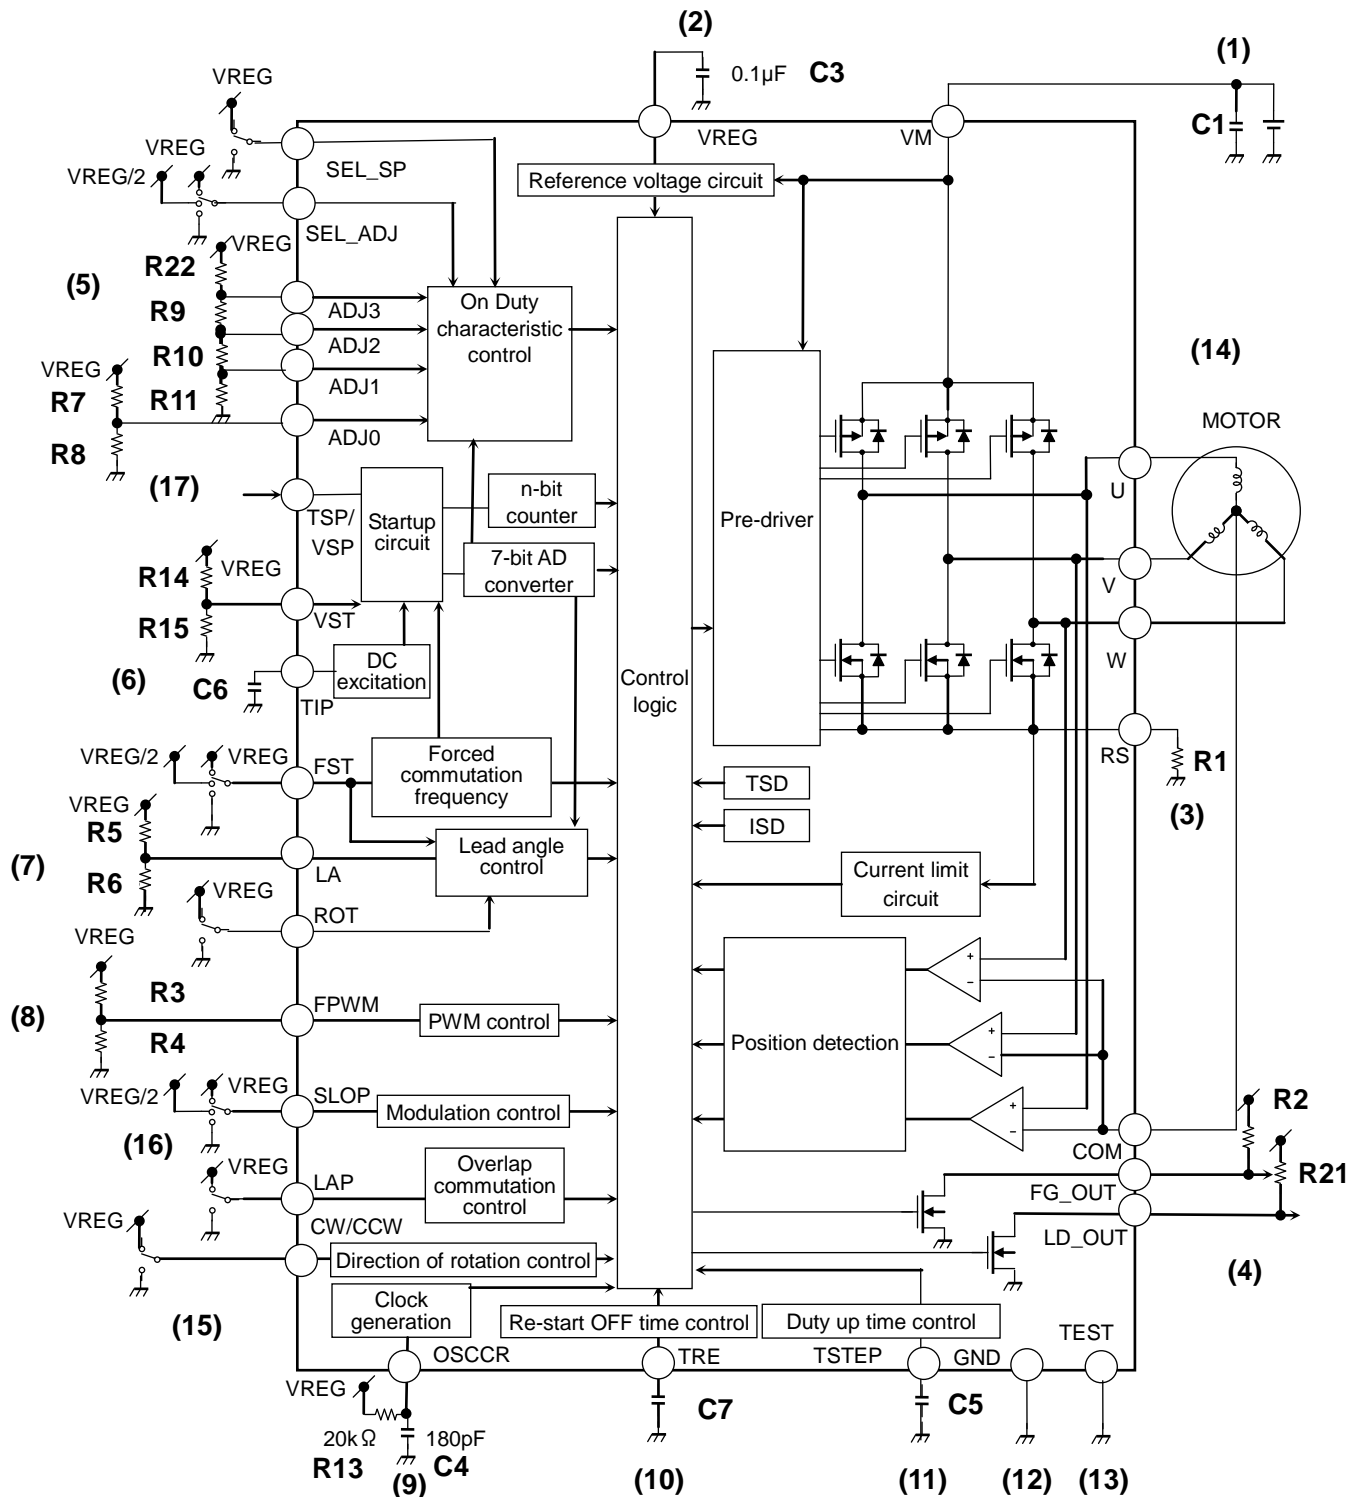 (2)
(1)
VREG
0.1µF
C3
C1
VREG
VM
VREG
VREG/2
SEL_SP
Reference voltage circuit
SEL_ADJ
VREG
R22
(5)
R9
ADJ3
On Duty
characteristic
control
R10
ADJ2
VREG
R7
R11
ADJ1
R8
ADJ0
(14)
MOTOR
(17)
TSP/
VSP
Startup
circuit
n-bit
counter
7-bit AD
converter
Pre-driver
U
V
W
R14
VREG
R15
VST
(6)
C6
TIP
DC
excitation
Control
logic
RS
R1
(3)
VREG/2
VREG
FST
Forced
commutation
frequency
TSD
ISD
VREG
R5
(7)
R6
LA
Lead angle
control
Current limit
circuit
VREG
ROT
VREG
R3
(8)
R4
FPWM
PWM control
+
−
Position detection
+
−
+
−
VREG/2
VREG
SLOP
Modulation control
(16)
R2
COM
R21
VREG
LAP
Overlap
commutation
control
FG_OUT
LD_OUT
(4)
VREG
CW/CCW
Direction of rotation control
(15)
Clock
generation
Re-start OFF time control
Duty up time control
TEST
OSCCR
TRE
TSTEP
GND
VREG
C7
C5
20kΩ
180pF
R13
C4
(9)
(10)
(11)
(12)
(13)